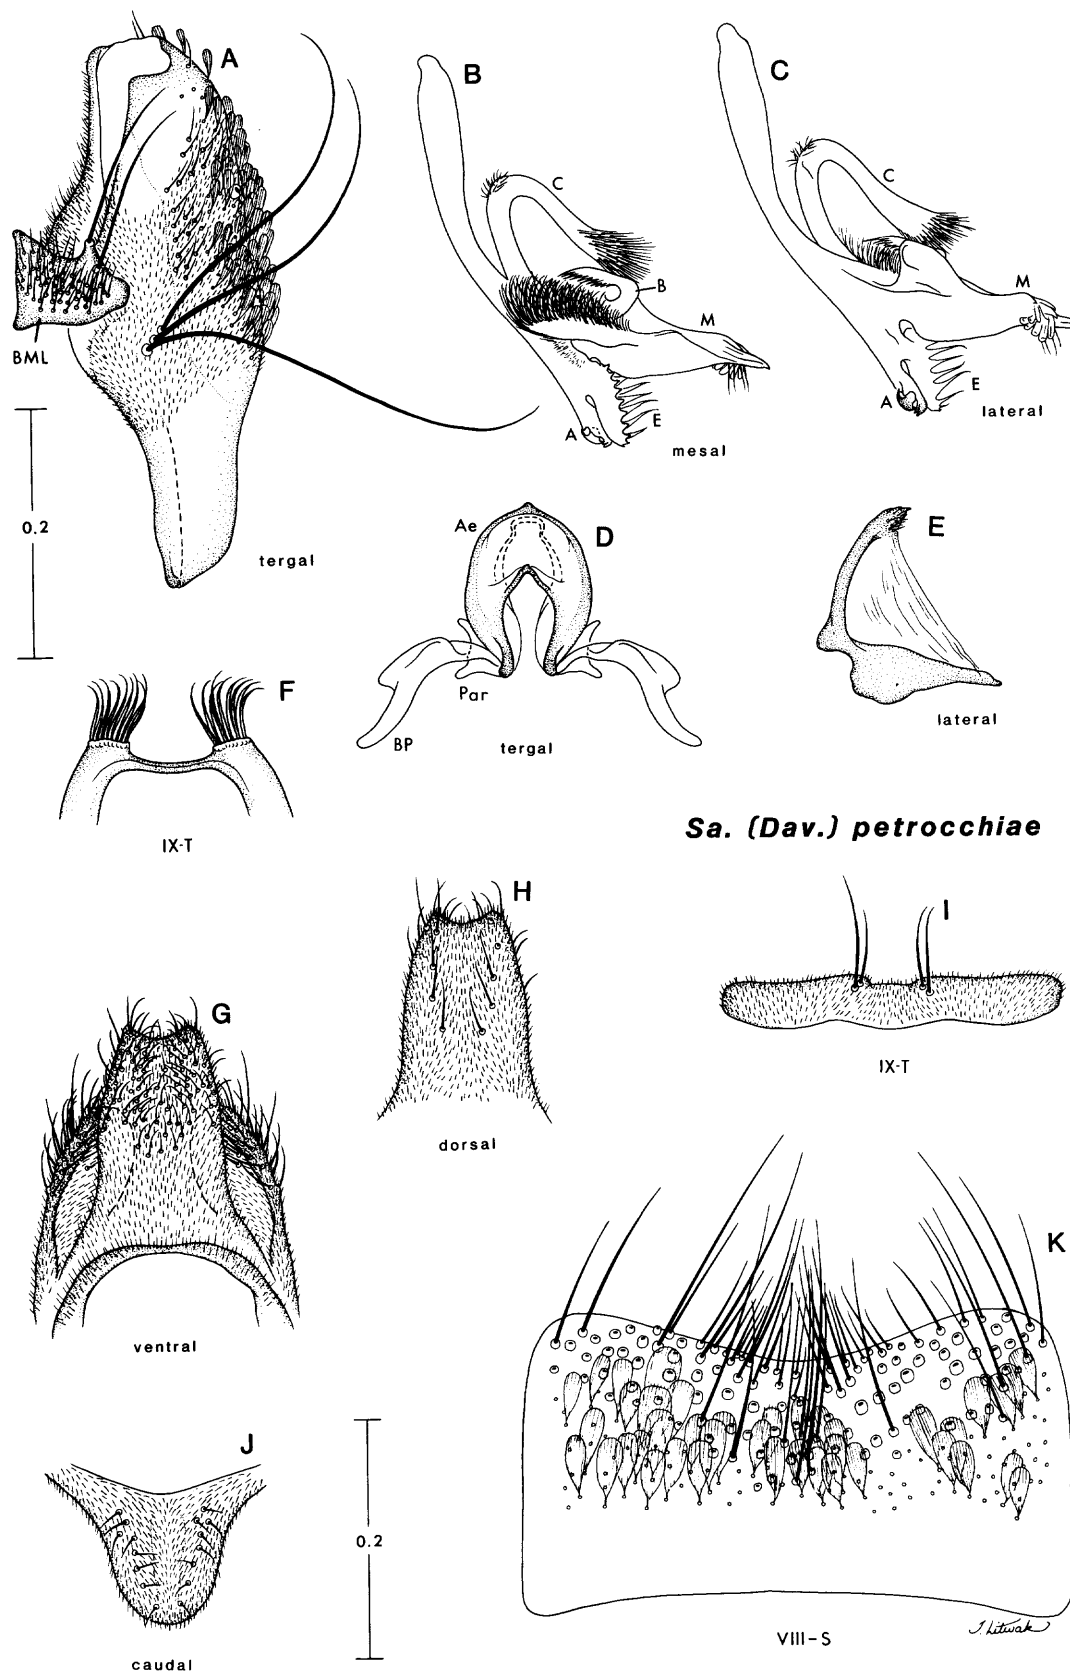 A
B
C
C
C
B
M
M
BML
E
E
A
A
lateral
mesal
0.2
tergal
Ae
D
E
Par
BP
tergal
lateral
F
IX-T
Sa. (Dav.) petrocchiae
H
I
G
IX-T
dorsal
K
ventral
J
0.2
VIII-S
J. Litwak
caudal